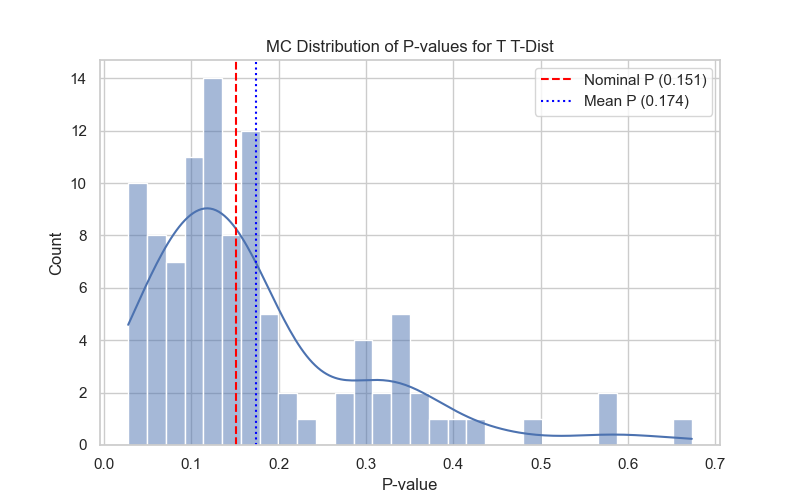 MC Distribution of P-values for T T-Dist
Nominal P (0.151)
Mean P (0.174)
Count
14
12
10
8
6
4
2
0
0.0 0.1 0.2 0.3 0.4 0.5 0.6 0.7
P-value